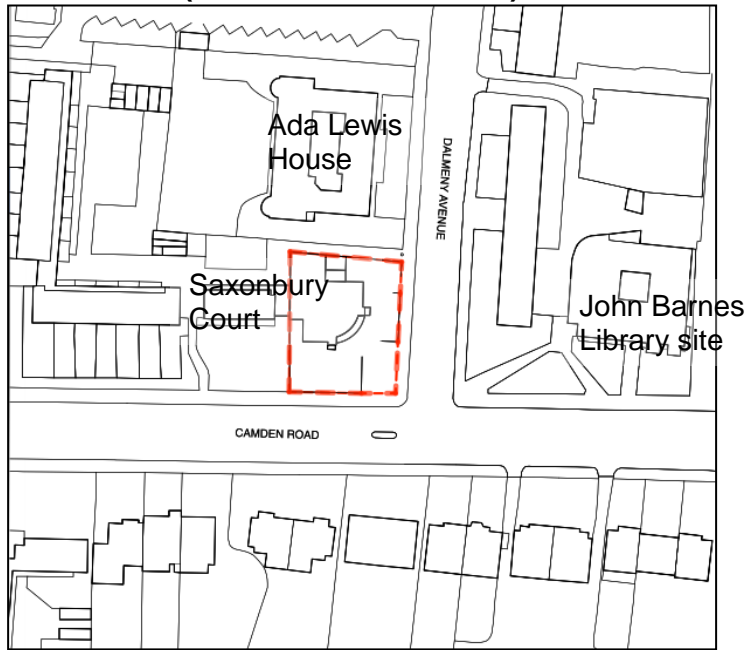 Ada Lewis
House
DALMENY AVENUE
Saxonbury
Court
John Barnes
Library site
CAMDEN ROAD